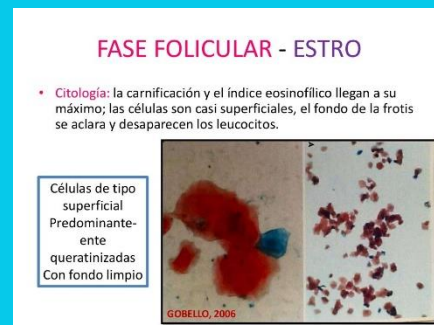 FASE FOLICULAR - ESTRO
• Citología: la carnificación y el índice eosinofílico llegan a su
máximo; las células son casi superficiales, el fondo de la frotis
se aclara y desaparecen los leucocitos.
Células de tipo
superficial
Predominante-
ente
queratinizadas
Con fondo limpio
GOBELLO, 2006